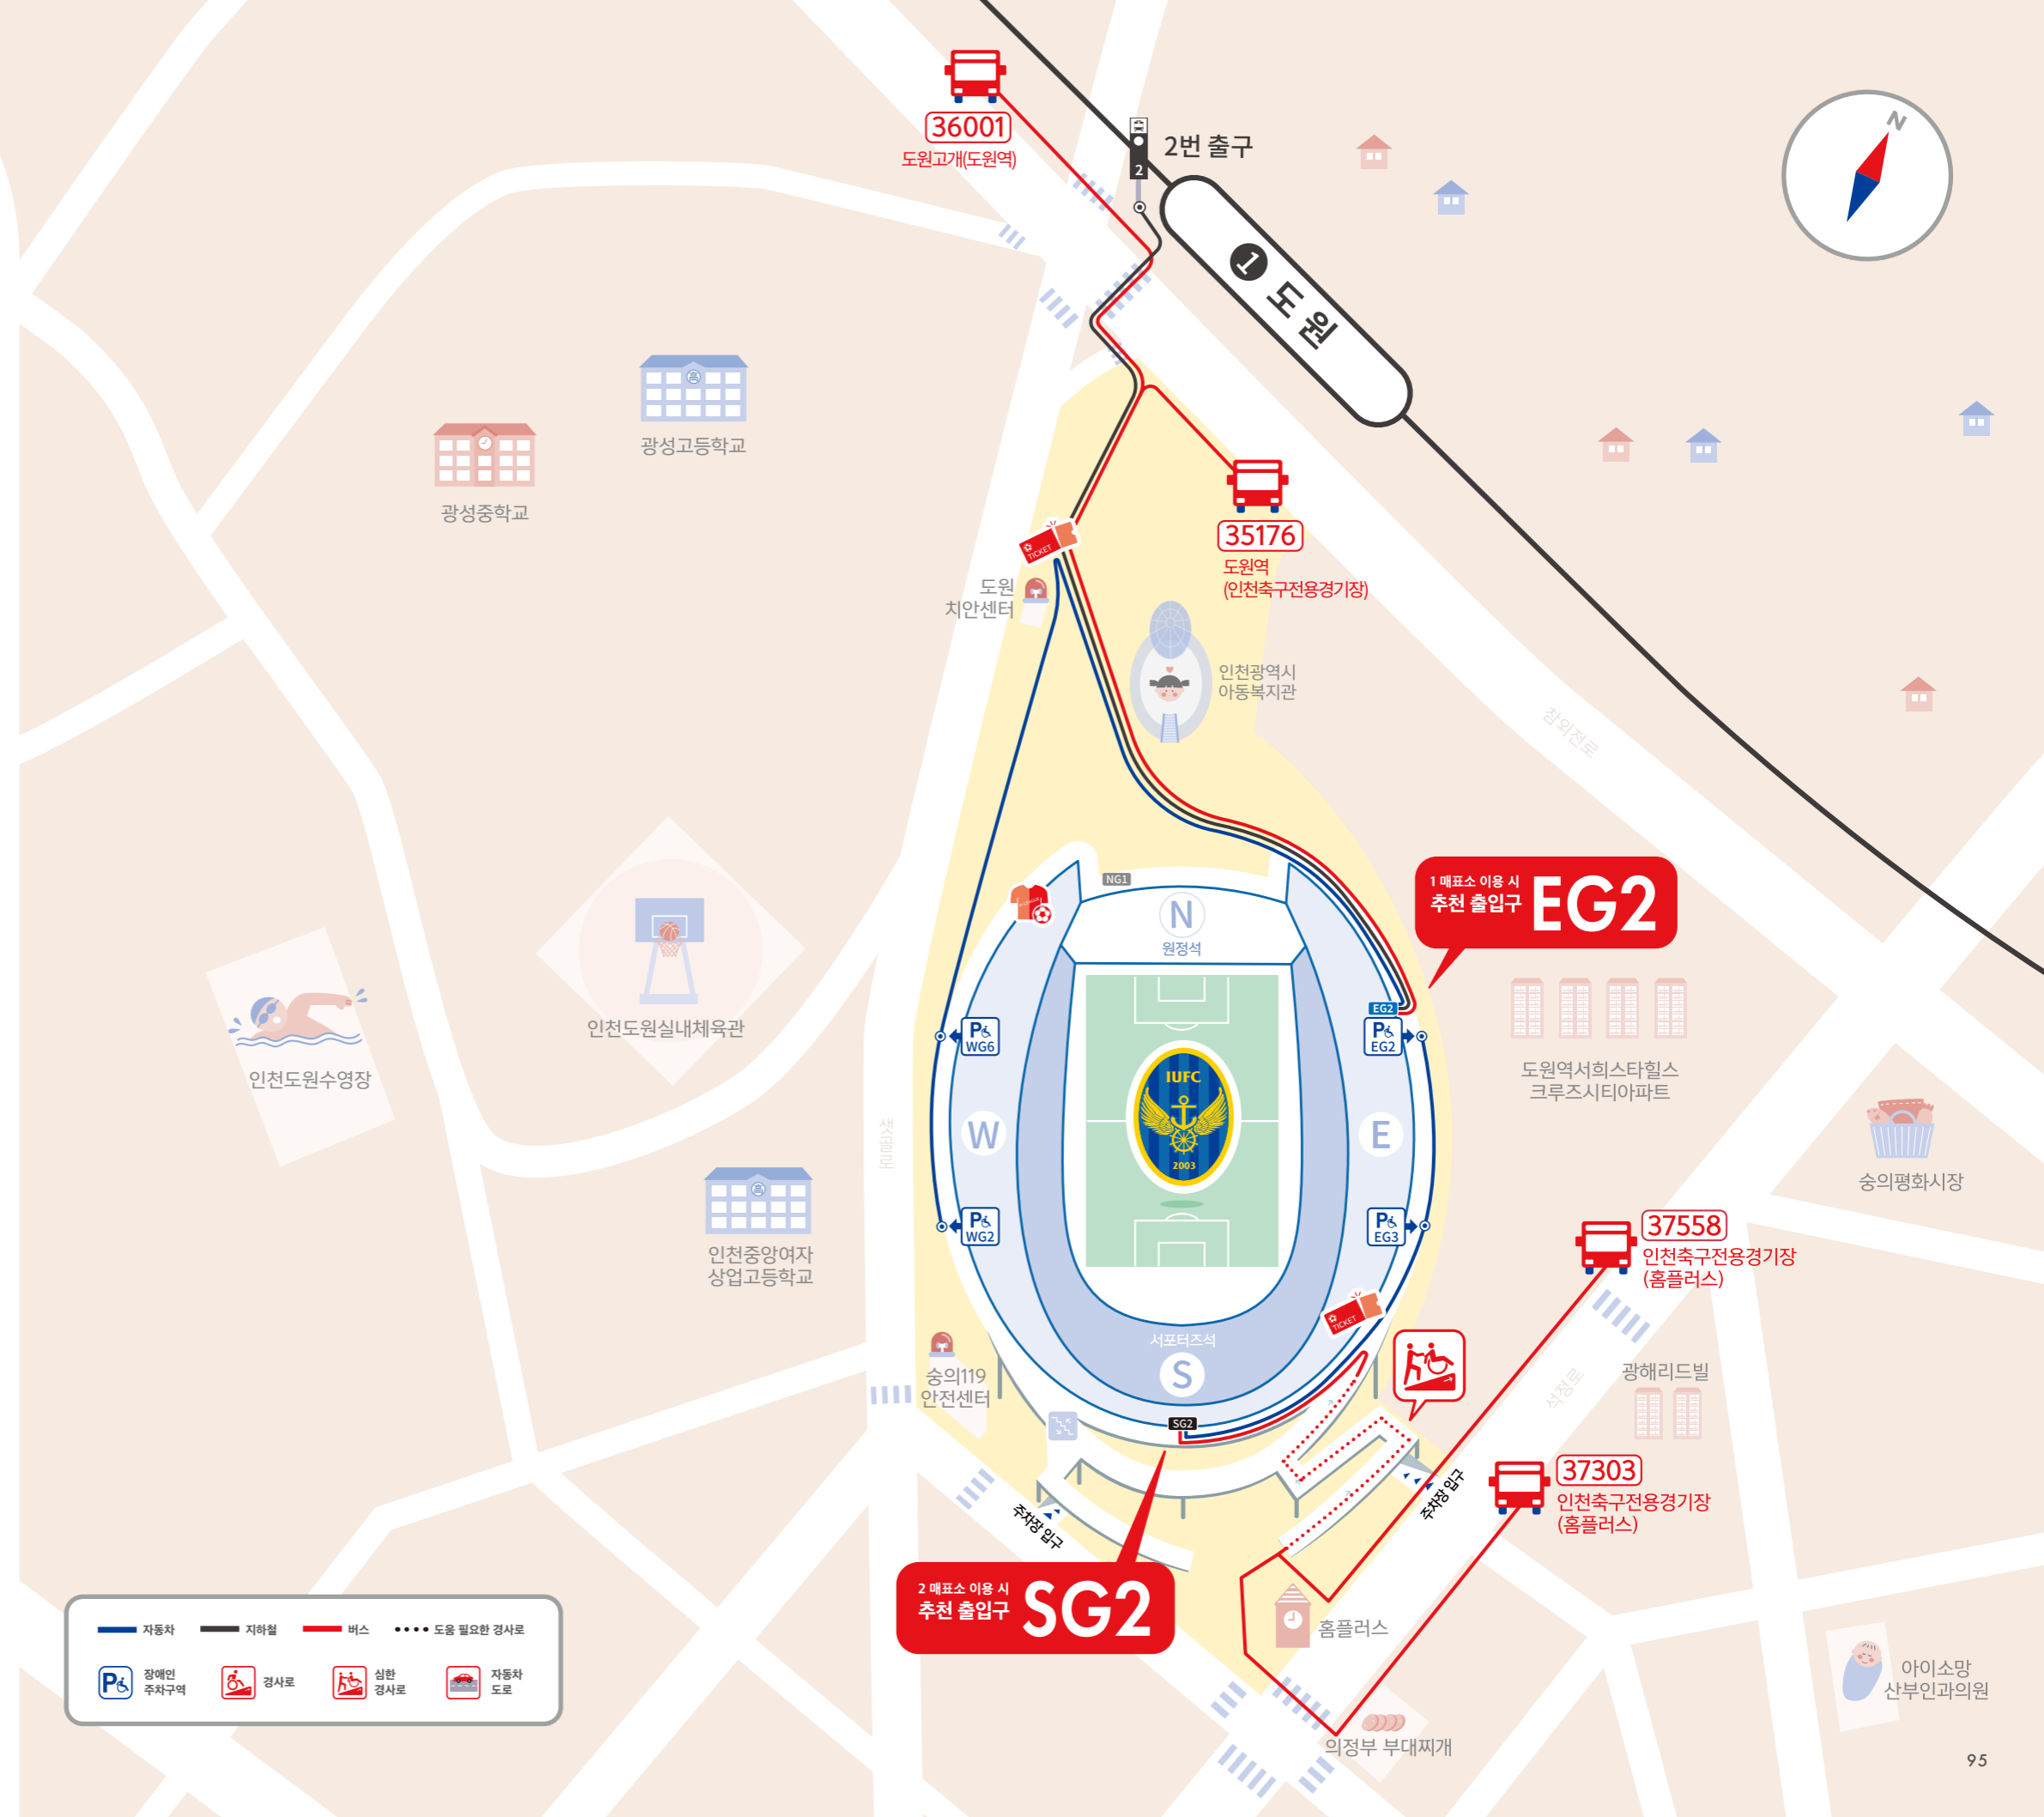 36001
도원고개(도원역)
2
2번 출구
N
1 도원
광성고등학교
광성중학교
TICKET
35176
도원역
(인천축구전용경기장)
도원
치안센터
인천광역시
아동복지관
참외전로
NG1
N
원정석
1 매표소 이용 시
추천 출입구
EG2
EG2
P
WG6
P
EG2
IUFC
2003
W
E
P
WG2
P
EG3
인천도원실내체육관
인천도원수영장
샛골로
도원역서희스타힐스
크루즈시티아파트
숭의평화시장
인천중앙여자
상업고등학교
37558
인천축구전용경기장
(홈플러스)
TICKET
서포터즈석
S
SG2
숭의119
안전센터
석정로
광해리드빌
37303
인천축구전용경기장
(홈플러스)
주차장 입구
주차장 입구
2 매표소 이용 시
추천 출입구
SG2
홈플러스
의정부 부대찌개
아이소망
산부인과의원
자동차
지하철
버스
도움 필요한 경사로
P
장애인
주차구역
경사로
심한
경사로
자동차
도로
95